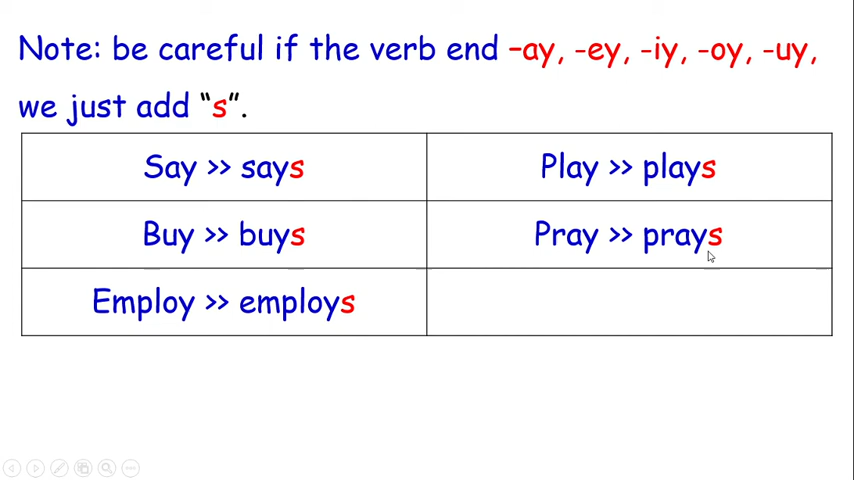 Note: be careful if the verb end –ay, -ey, -iy, -oy, -uy,
we just add “s”.
Say >> says
Play >> plays
Buy >> buys
Pray >> prays
Employ >> employs